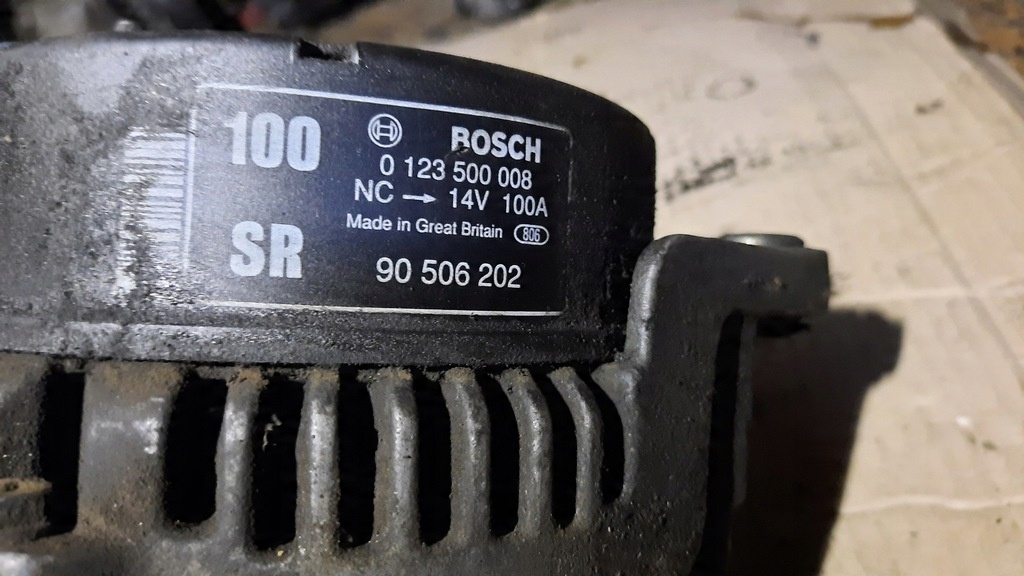 100
BOSCH
0 123 500 008
NC → 14V 100A
Made in Great Britain 806
SR
90 506 202